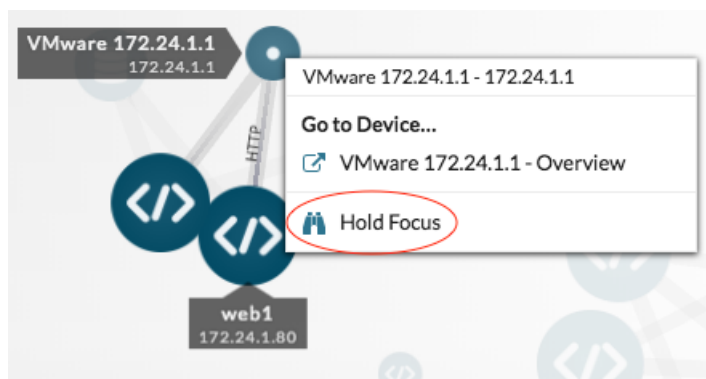 VMware 172.24.1.1
172.24.1.1
VMware 172.24.1.1 - 172.24.1.1
Go to Device...
VMware 172.24.1.1 - Overview
HTTP
Hold Focus
</>
</>
web1
172.24.1.80